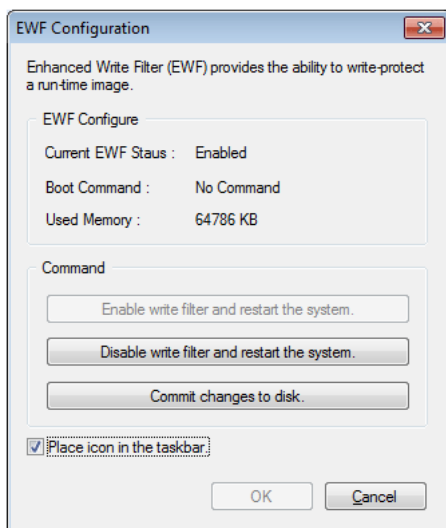 EWF Configuration
Enhanced Write Filter (EWF) provides the ability to write-protect
a run-time image.
EWF Configure
Current EWF Staus : Enabled
Boot Command : No Command
Used Memory : 64786 KB
Command
Enable write filter and restart the system.
Disable write filter and restart the system.
Commit changes to disk.
Place icon in the taskbar.
OK Cancel